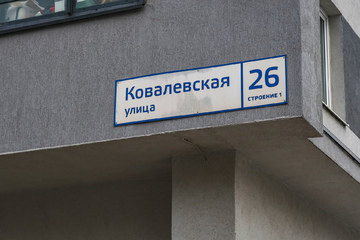 Ковалевская
улица
26
СТРОЕНИЕ 1